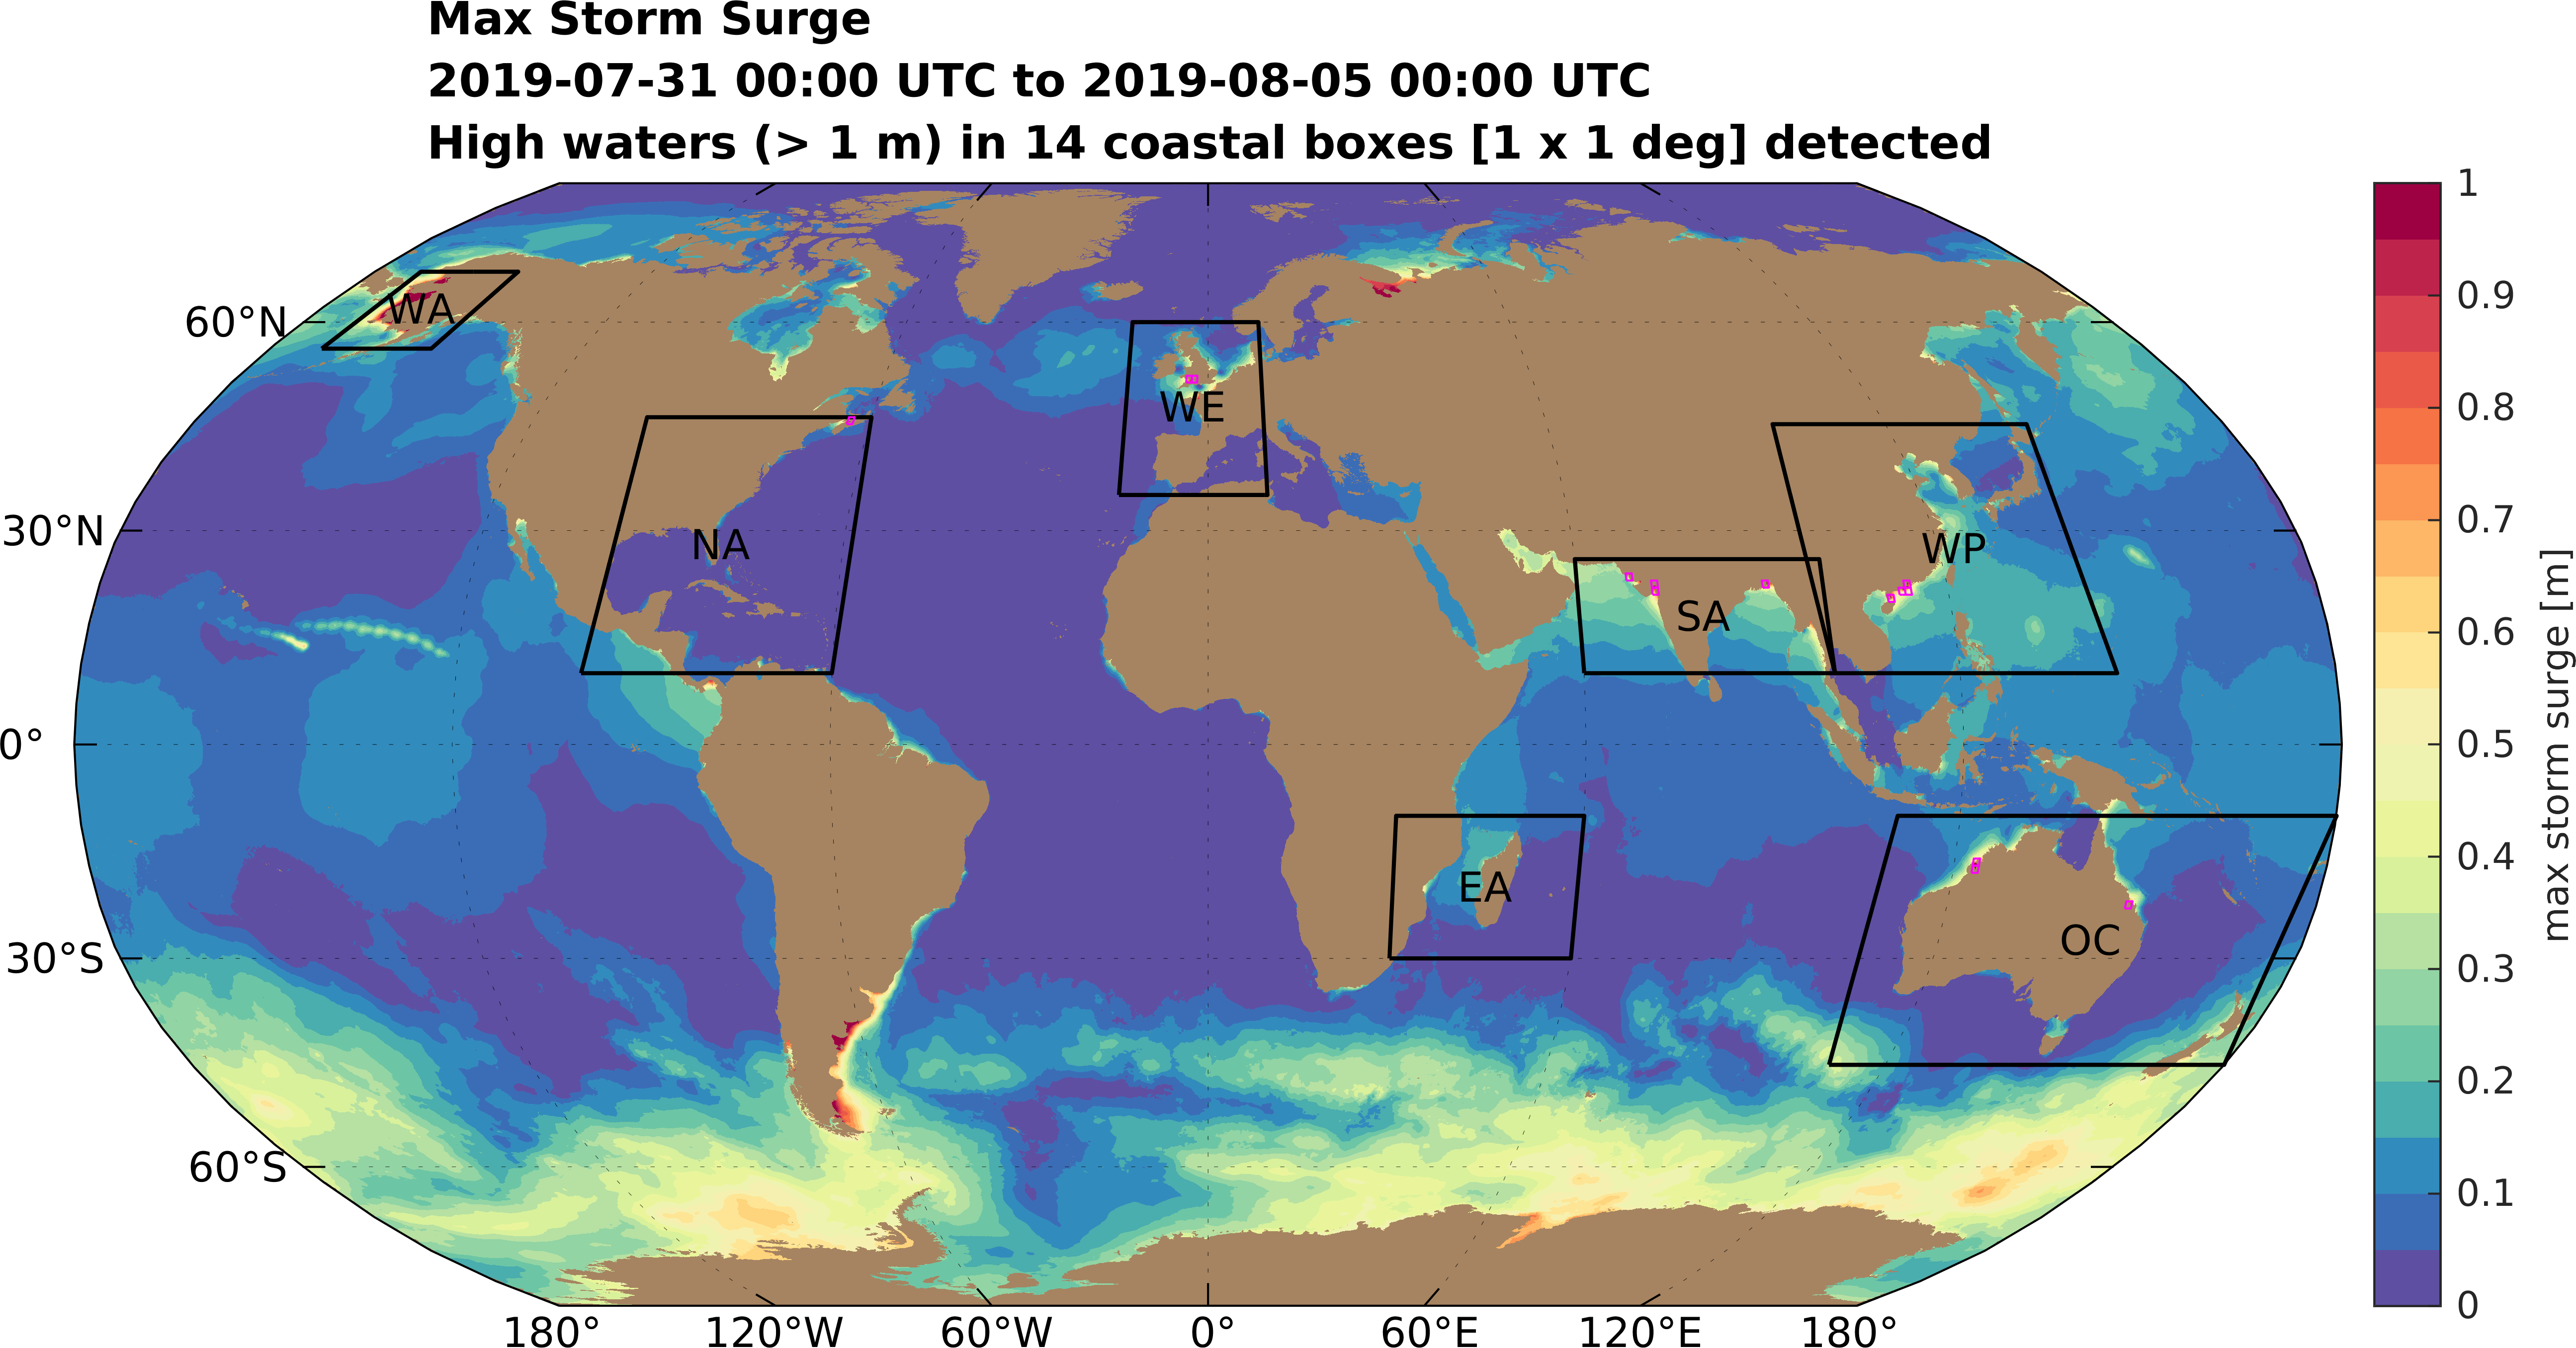 Max Storm Surge
2019-07-31 00:00 UTC to 2019-08-05 00:00 UTC
High waters (> 1 m) in 14 coastal boxes [1 x 1 deg] detected
60°N
30°N
0°
30°S
60°S
WA
NA
WE
SA
WP
EA
OC
180°
120°W
60°W
0°
60°E
120°E
180°
1
0.9
0.8
0.7
0.6
0.5
0.4
0.3
0.2
0.1
0
max storm surge [m]